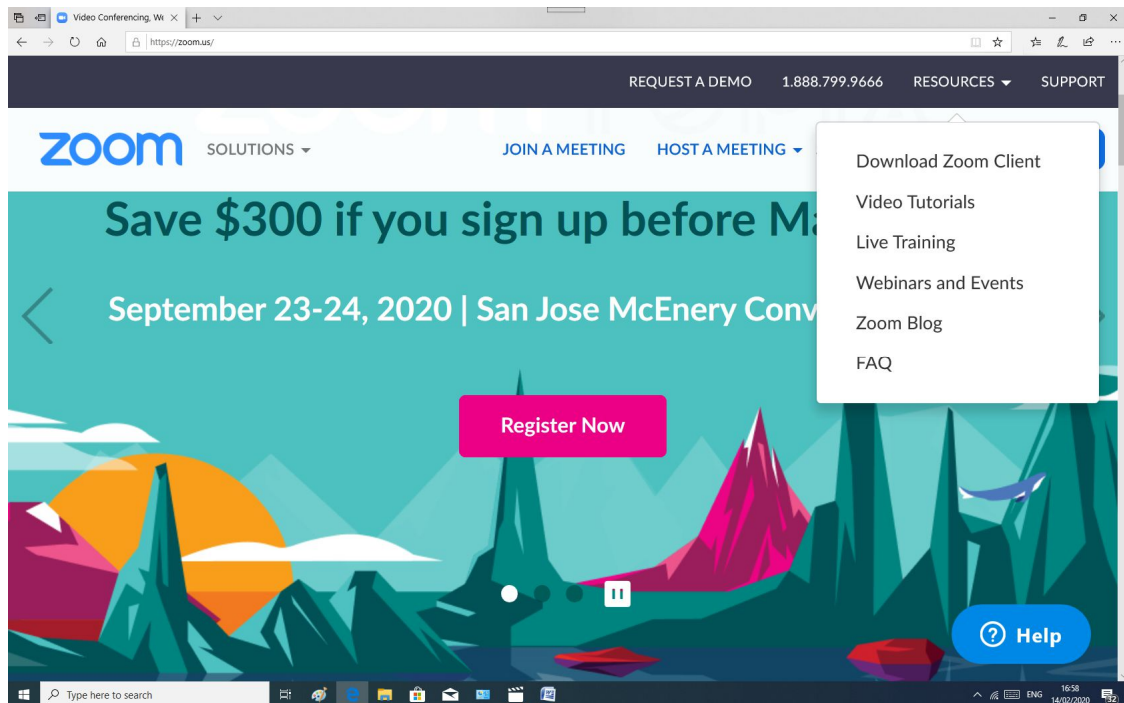 Video Conferencing, We
https://zoom.us/
REQUEST A DEMO 1.888.799.9666 RESOURCES SUPPORT
zoom SOLUTIONS JOIN A MEETING HOST A MEETING
Download Zoom Client
Video Tutorials
Live Training
Webinars and Events
Zoom Blog
FAQ
Save $300 if you sign up before Ma
September 23-24, 2020 | San Jose McEnery Conv
Register Now
Help
Type here to search
ENG 16:58
14/02/2020 32